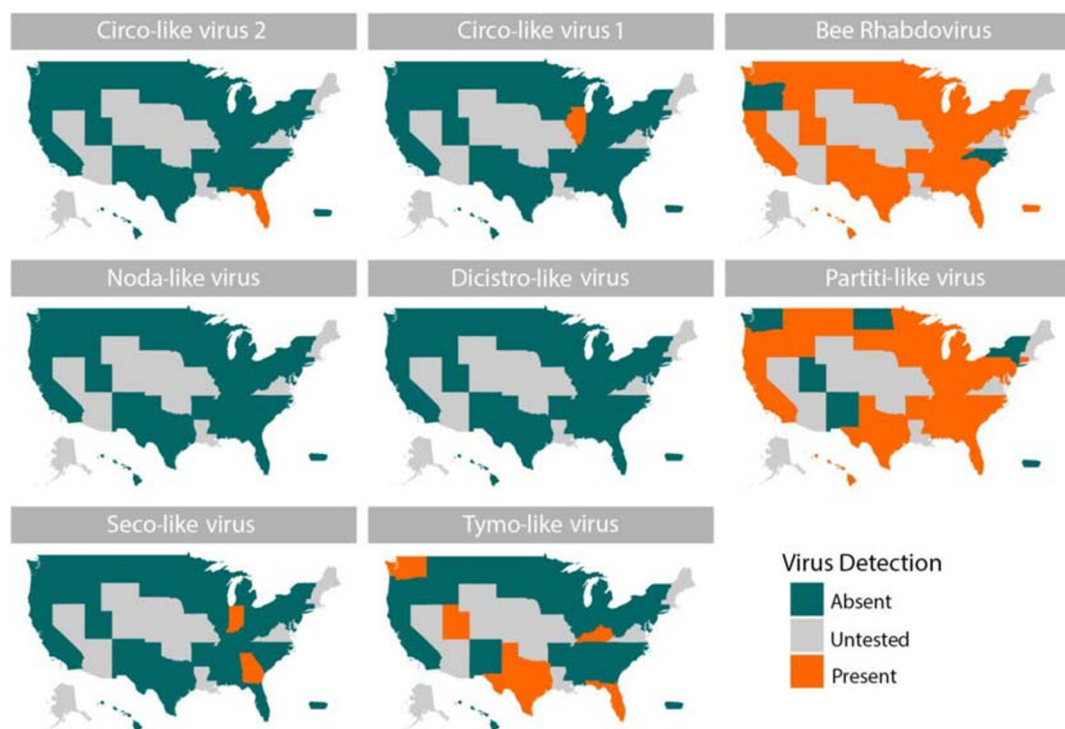 Circo-like virus 2
Circo-like virus 1
Bee Rhabdovirus
Noda-like virus
Dicistro-like virus
Partiti-like virus
Seco-like virus
Tymo-like virus
Virus Detection
Absent
Untested
Present